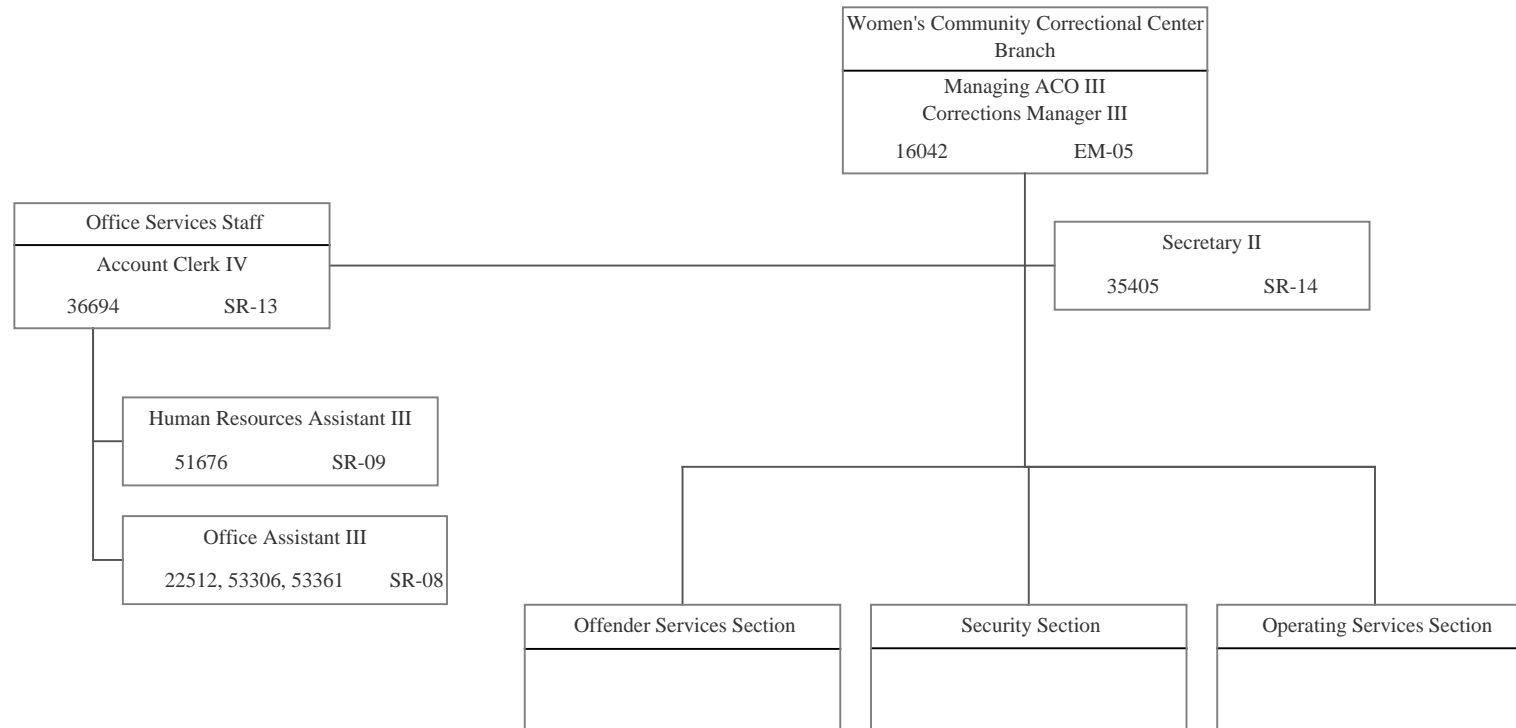 Women's Community Correctional Center
Branch
Managing ACO III
Corrections Manager III
16042 EM-05
Office Services Staff
Account Clerk IV
36694 SR-13
Secretary II
35405 SR-14
Human Resources Assistant III
51676 SR-09
Office Assistant III
22512, 53306, 53361 SR-08
Offender Services Section
Security Section
Operating Services Section